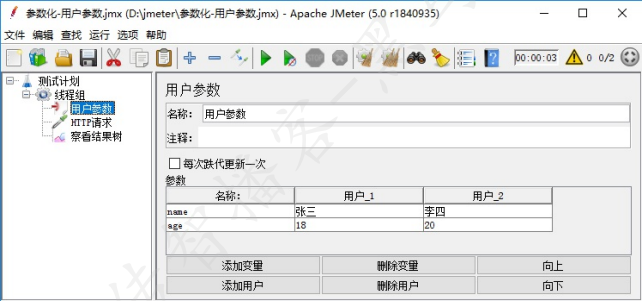 参数化-用户参数.jmx (D:\jmeter\参数化-用户参数.jmx) - Apache JMeter (5.0 r1840935)
文件 编辑 查找 运行 选项 帮助
00:00:03 0 0/2
测试计划
线程组
用户参数
HTTP请求
察看结果树
用户参数
名称: 用户参数
注释:
每次跌代更新一次
参数
名称: 用户_1 用户_2
name 张三 李四
age 18 20
添加变量 删除变量 向上
添加用户 删除用户 向下